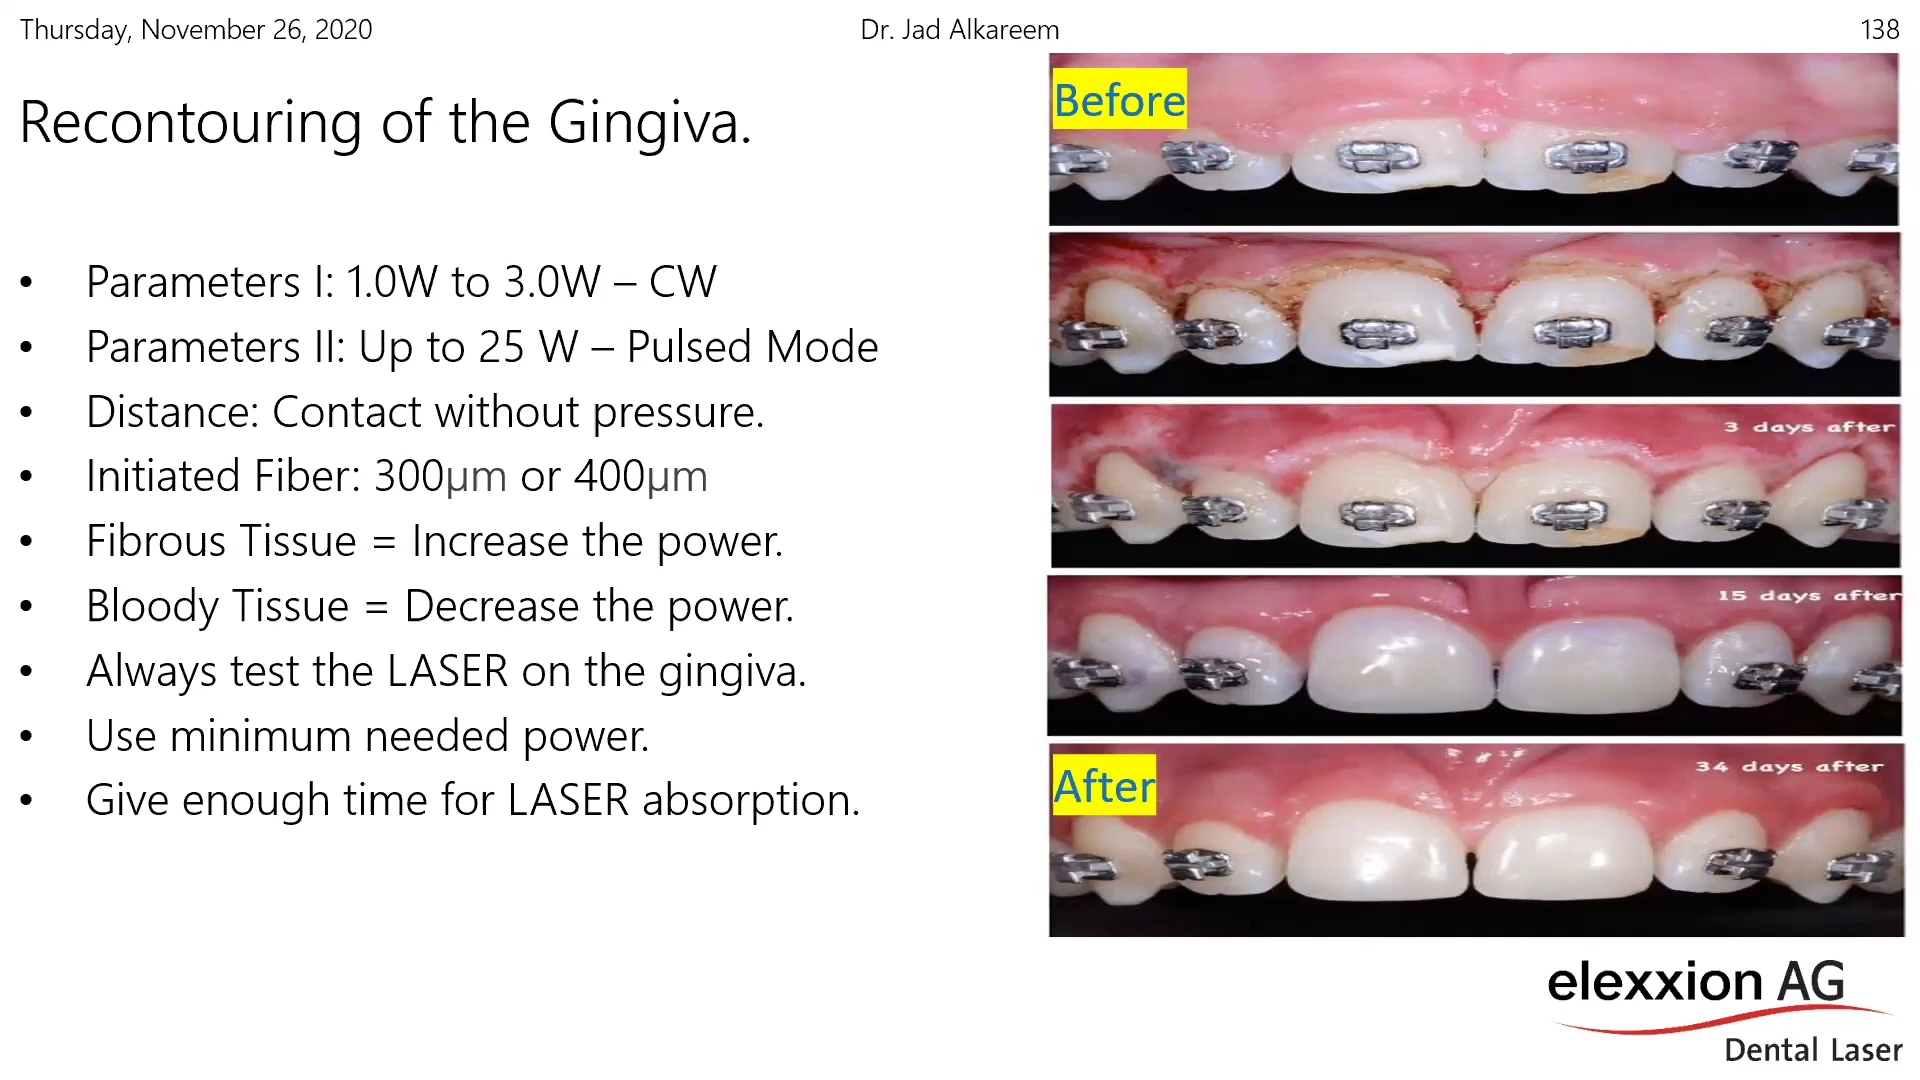 Thursday, November 26, 2020
Dr. Jad Alkareem
138
Recontouring of the Gingiva.
• Parameters I: 1.0W to 3.0W – CW
• Parameters II: Up to 25 W – Pulsed Mode
• Distance: Contact without pressure.
• Initiated Fiber: 300µm or 400µm
• Fibrous Tissue = Increase the power.
• Bloody Tissue = Decrease the power.
• Always test the LASER on the gingiva.
• Use minimum needed power.
• Give enough time for LASER absorption.
Before
3 days after
15 days after
After
34 days after
elexxion AG
Dental Laser